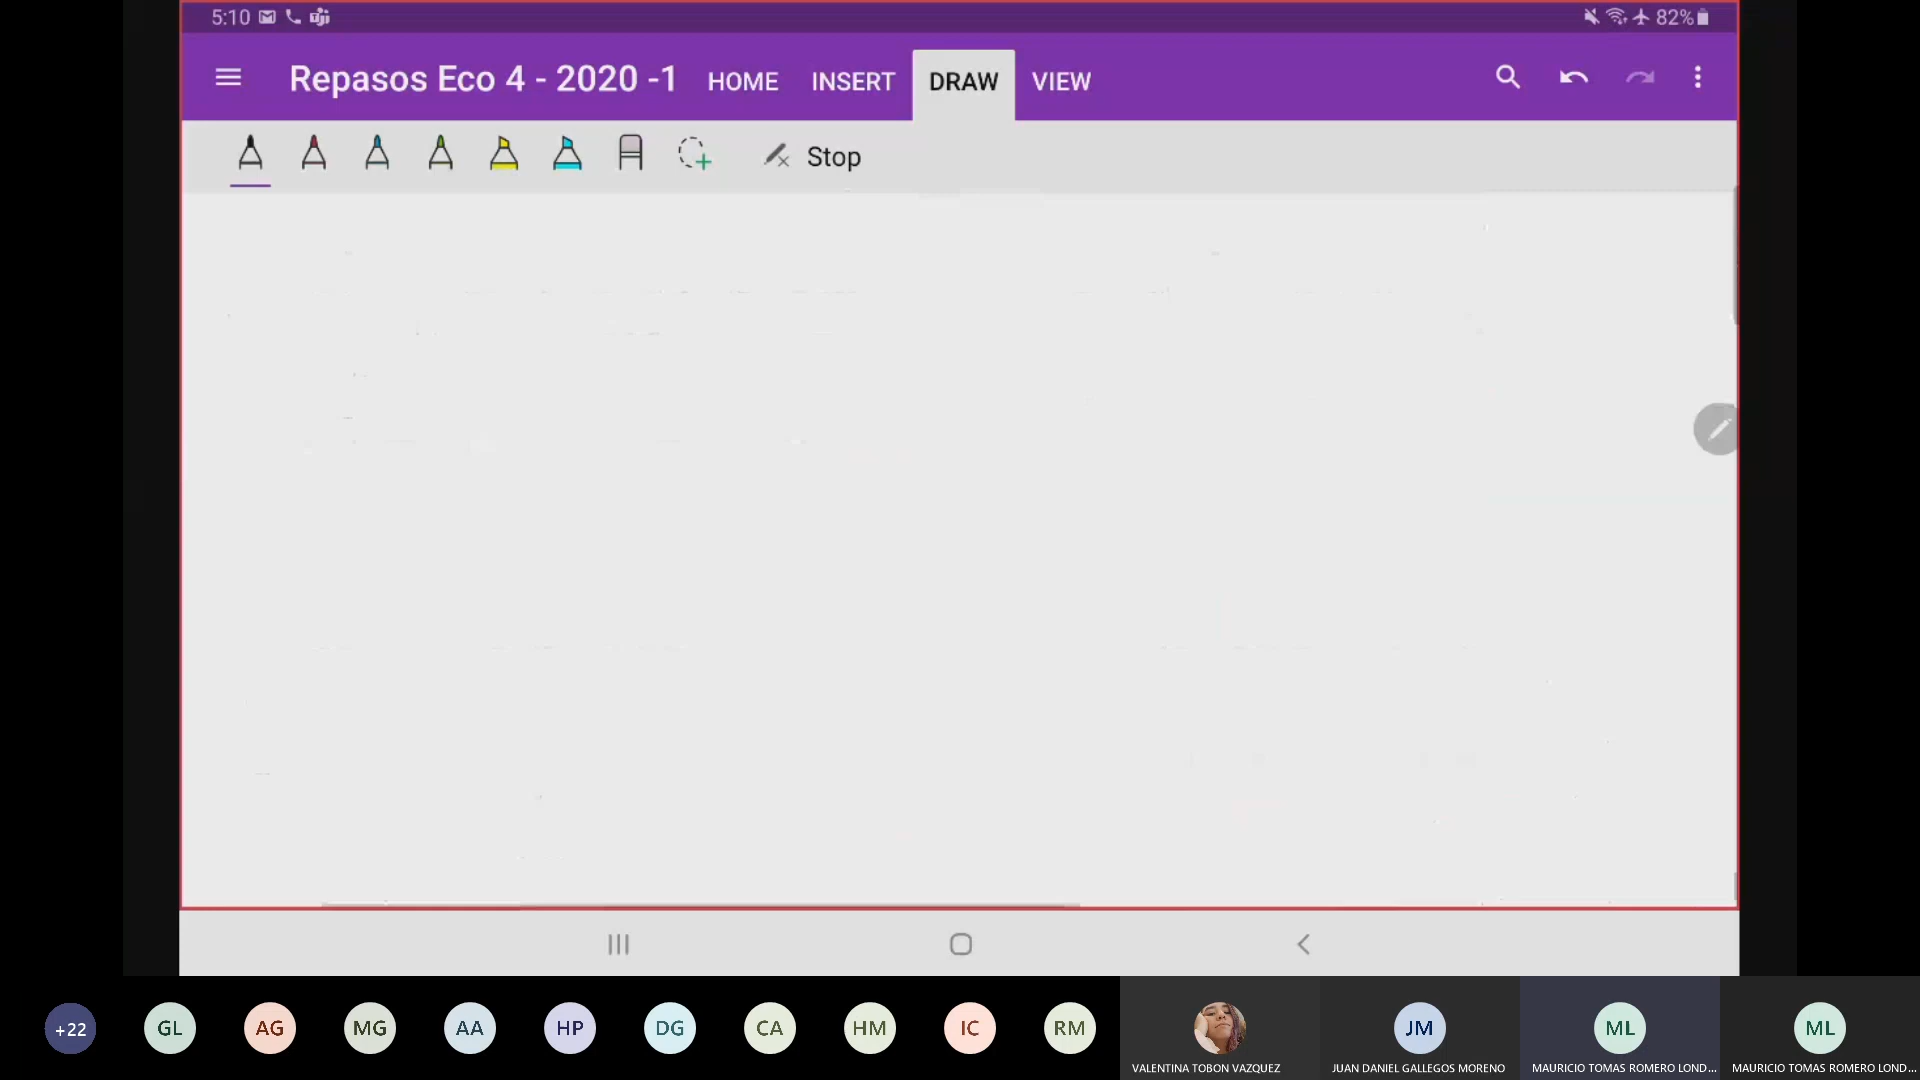 5:10 82%
Repasos Eco 4 - 2020 -1 HOME INSERT DRAW VIEW
Stop
+22 GL AG MG AA HP DG CA HM IC RM JM ML ML
VALENTINA TOBON VAZQUEZ JUAN DANIEL GALLEGOS MORENO MAURICIO TOMAS ROMERO LOND... MAURICIO TOMAS ROMERO LOND...